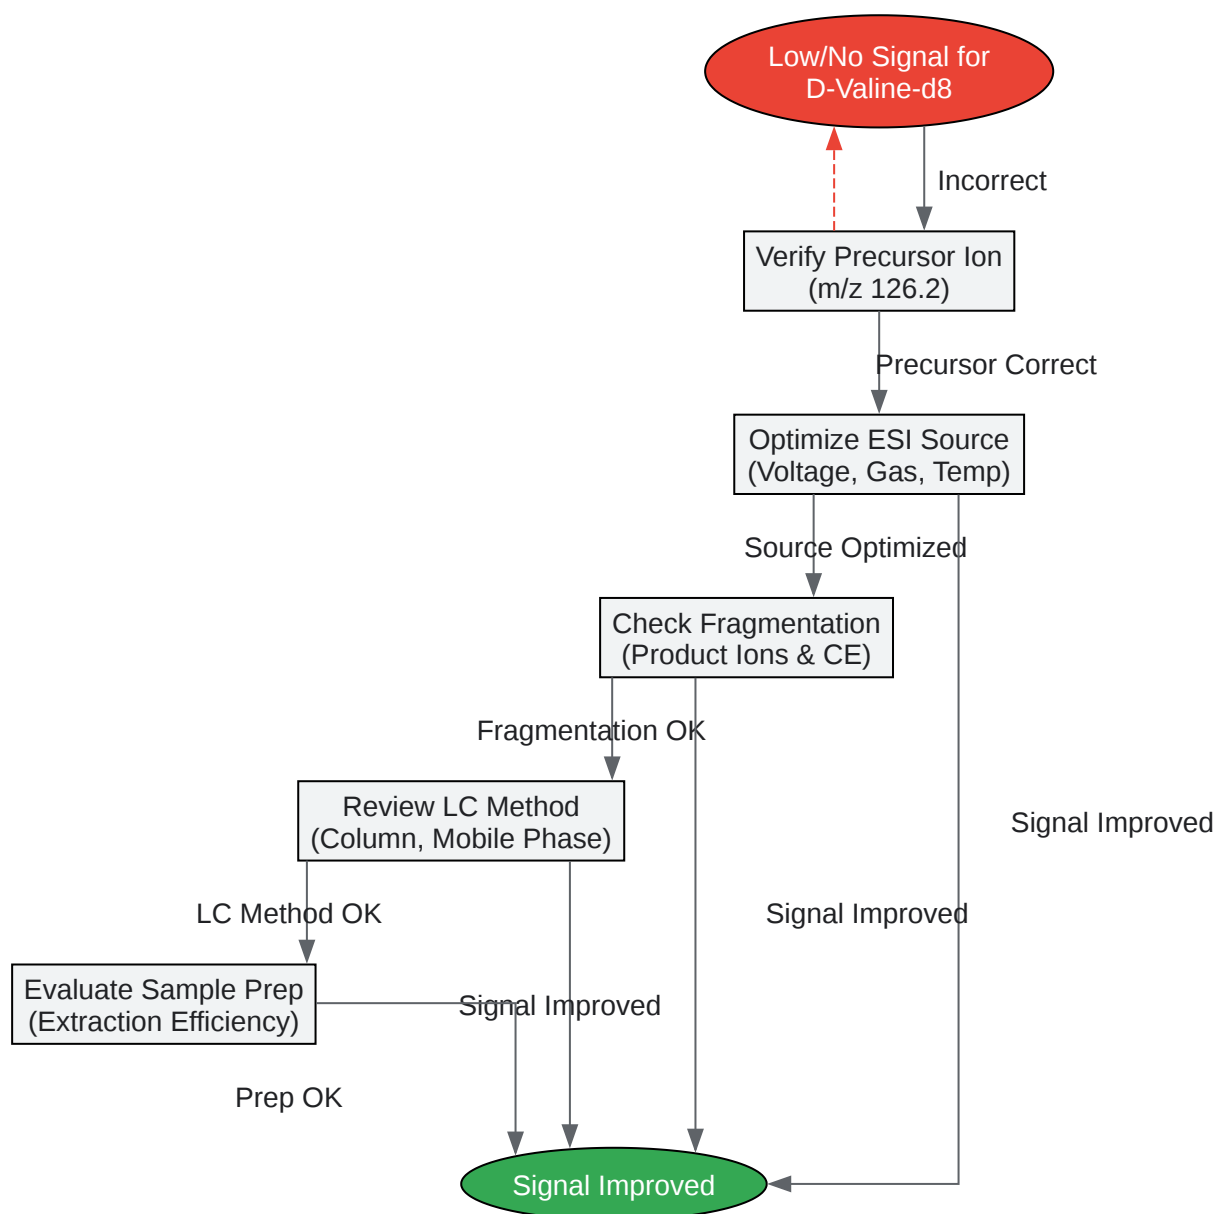 Low/No Signal for
D-Valine-d8
Incorrect
Verify Precursor Ion
(m/z 126.2)
Precursor Correct
Optimize ESI Source
(Voltage, Gas, Temp)
Source Optimized
Check Fragmentation
(Product Ions & CE)
Fragmentation OK
Review LC Method
(Column, Mobile Phase)
Signal Improved
LC Method OK
Signal Improved
Evaluate Sample Prep
(Extraction Efficiency)
Signal Improved
Prep OK
Signal Improved